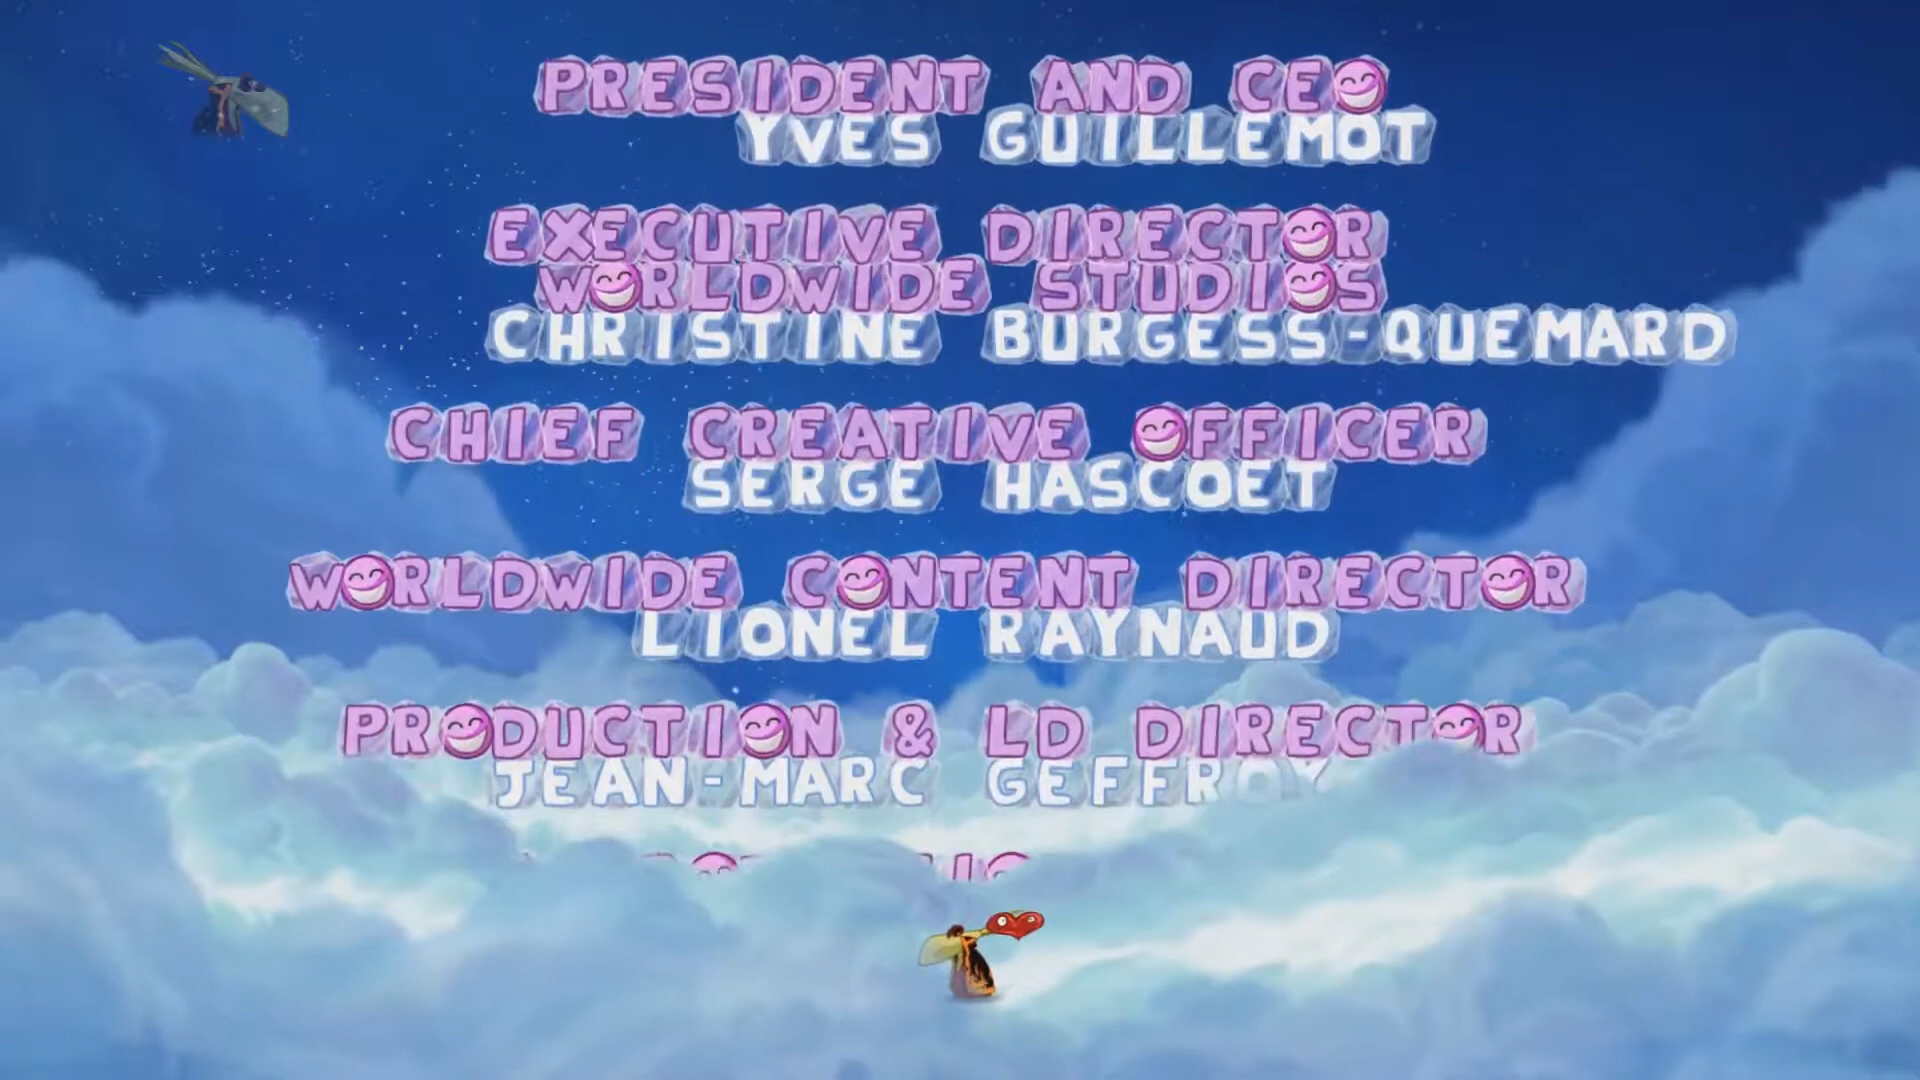 PRESIDENT AND CEO
YVES GUILLEMOT
EXECUTIVE DIRECTOR
WORLDWIDE STUDIOS
CHRISTINE BURGESS-QUEMARD
CHIEF CREATIVE OFFICER
SERGE HASCOET
WORLDWIDE CONTENT DIRECTOR
LIONEL RAYNAUD
PRODUCTION & LD DIRECTOR
JEAN-MARC GEFFROY